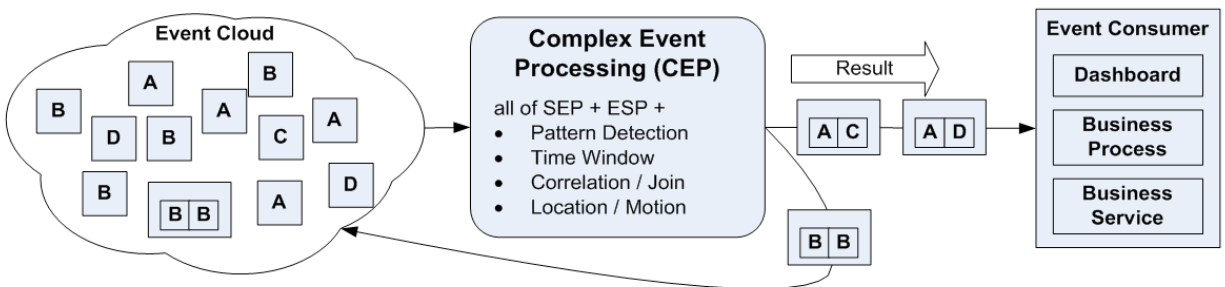 Event Cloud
B
A
B
A
A
D
B
C
B
B B
A
D
Complex Event
Processing (CEP)
all of SEP + ESP +
• Pattern Detection
• Time Window
• Correlation / Join
• Location / Motion
Result
A C
A D
B B
Event Consumer
Dashboard
Business
Process
Business
Service